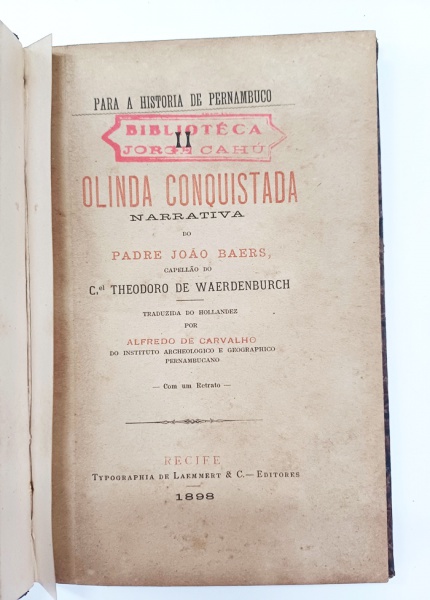 PARA A HISTORIA DE PERNAMBUCO
BIBLIOTÉCA
II
JORGE CAHÚ
OLINDA CONQUISTADA
NARRATIVA
DO
PADRE JOÃO BAERS,
CAPELLÃO DO
C.el THEODORO DE WAERDENBURCH
TRADUZIDA DO HOLLANDEZ
POR
ALFREDO DE CARVALHO
DO INSTITUTO ARCHEOLOGICO E GEOGRAPHICO
PERNAMBUCANO
— Com um Retrato —
RECIFE
TYPOGRAPHIA DE LAEMMERT & C. — EDITORES
1898